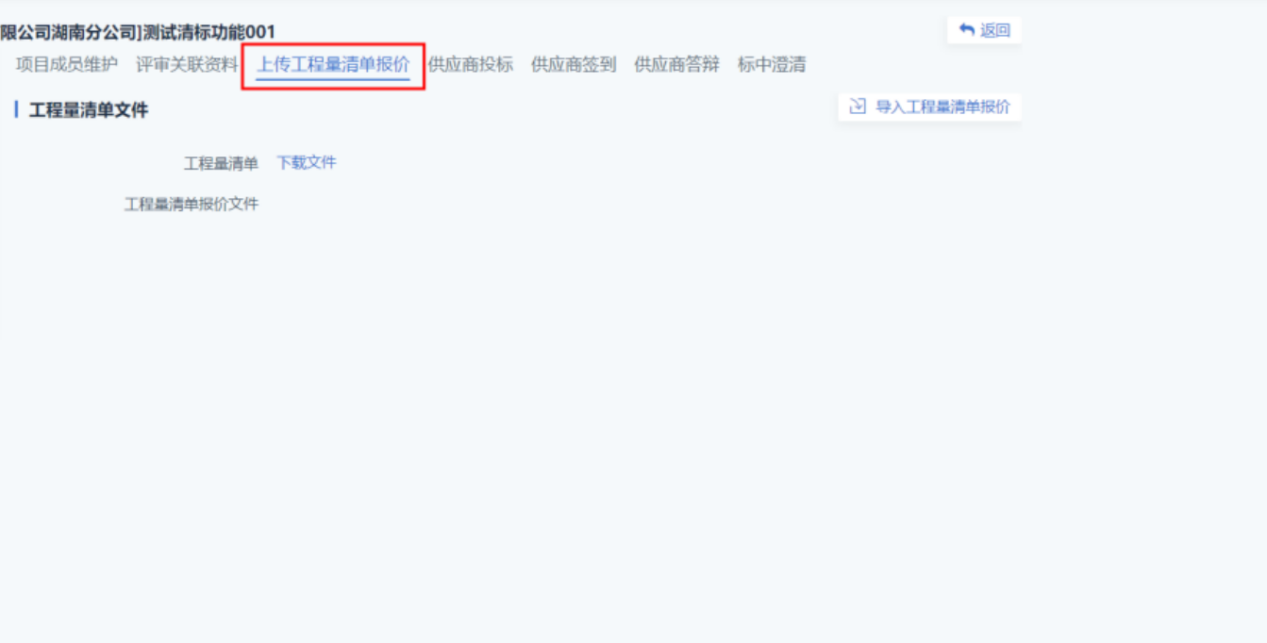 限公司湖南分公司]测试清标功能001
返回
项目成员维护 评审关联资料 上传工程量清单报价 供应商投标 供应商签到 供应商答辩 标中澄清
工程量清单文件
导入工程量清单报价
工程量清单 下载文件
工程量清单报价文件